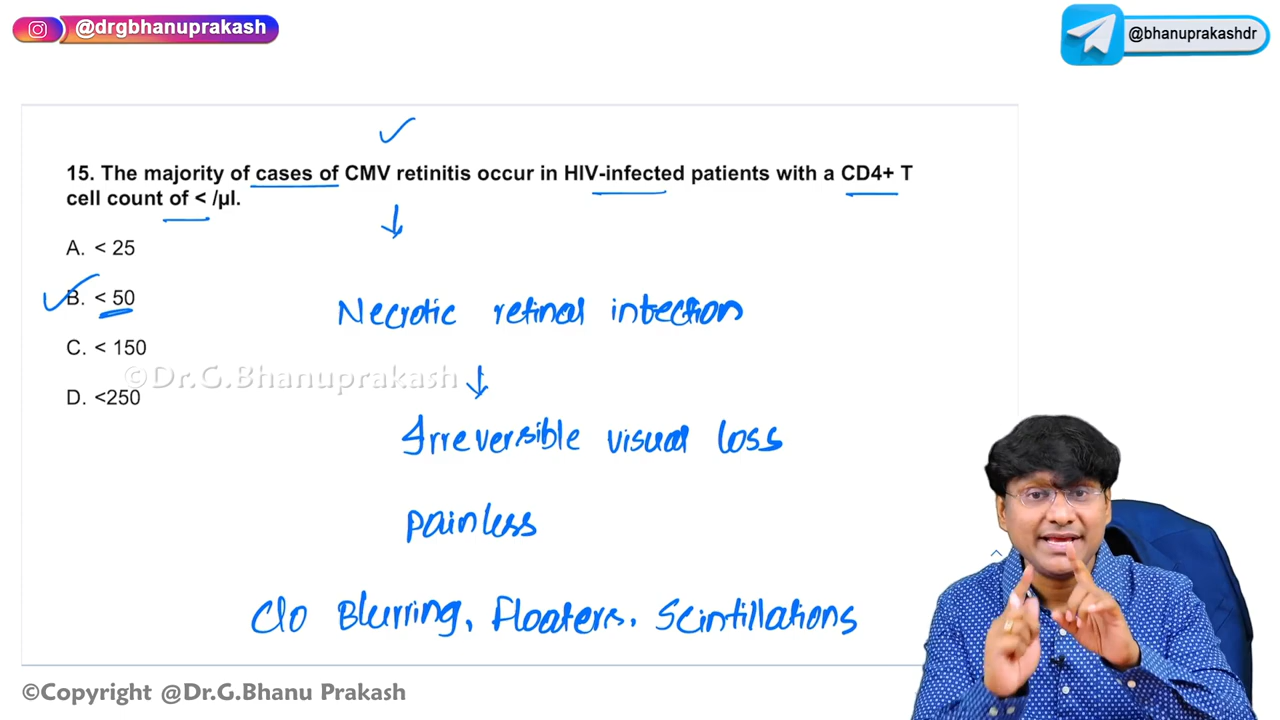 @drgbhanuprakash
@bhanuprakashdr
15. The majority of cases of CMV retinitis occur in HIV-infected patients with a CD4+ T
cell count of < /µl.
A. < 25
B. < 50
Necrotic retinal infection
C. < 150
©Dr.G.Bhanuprakash
D. <250
Irreversible visual loss
painless
C/o Blurring, Floaters, Scintillations
©Copyright @Dr.G.Bhanu Prakash